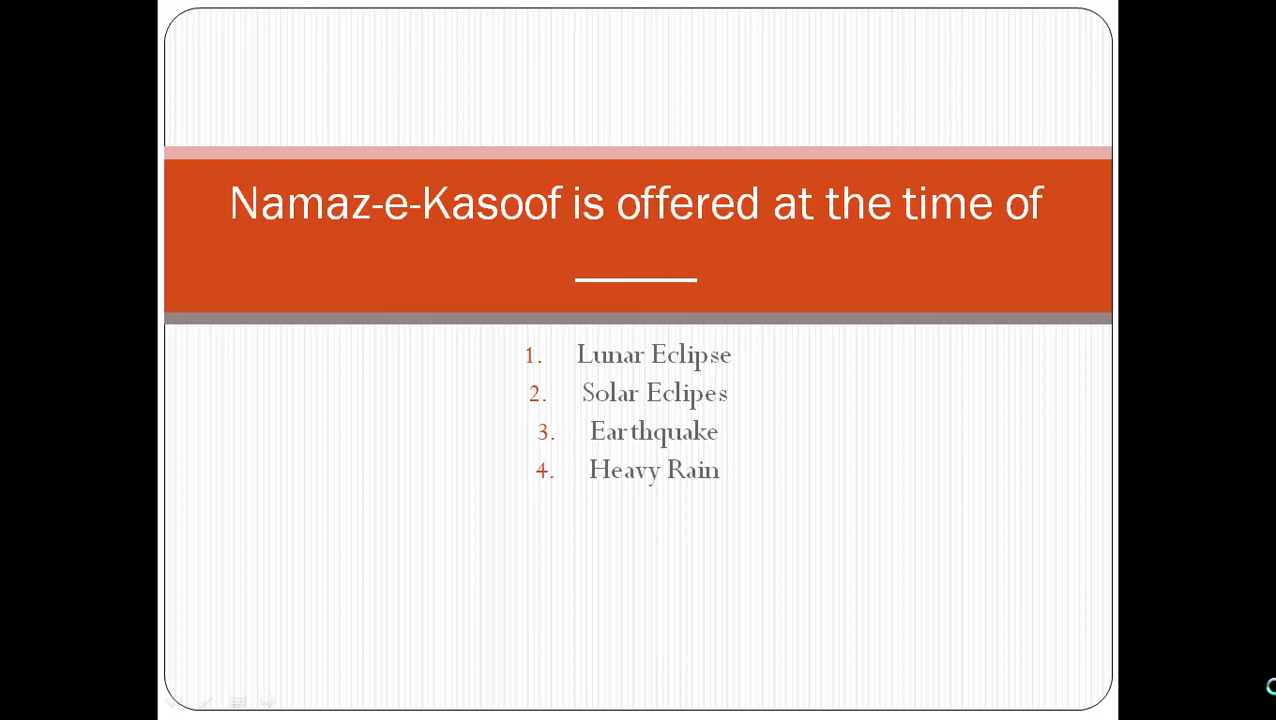 Namaz-e-Kasoof is offered at the time of
______
1. Lunar Eclipse
2. Solar Eclipes
3. Earthquake
4. Heavy Rain